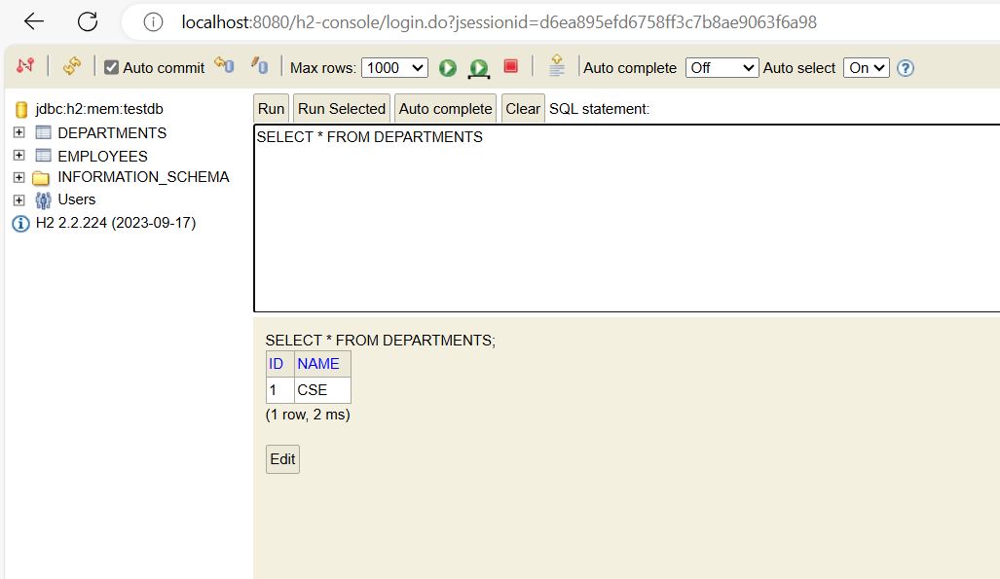 localhost:8080/h2-console/login.do?jsessionid=d6ea895efd6758ff3c7b8ae9063f6a98
Auto commit Max rows: 1000 Auto complete Off Auto select On
jdbc:h2:mem:testdb
DEPARTMENTS
EMPLOYEES
INFORMATION_SCHEMA
Users
H2 2.2.224 (2023-09-17)
Run Run Selected Auto complete Clear SQL statement:
SELECT * FROM DEPARTMENTS
SELECT * FROM DEPARTMENTS;
ID NAME
1 CSE
(1 row, 2 ms)
Edit